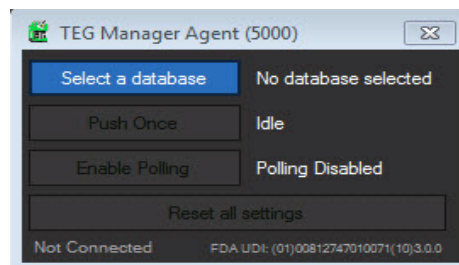 TEG Manager Agent (5000)
Select a database No database selected
Push Once Idle
Enable Polling Polling Disabled
Reset all settings
Not Connected FDA UDI: (01)00812747010071(10)3.0.0